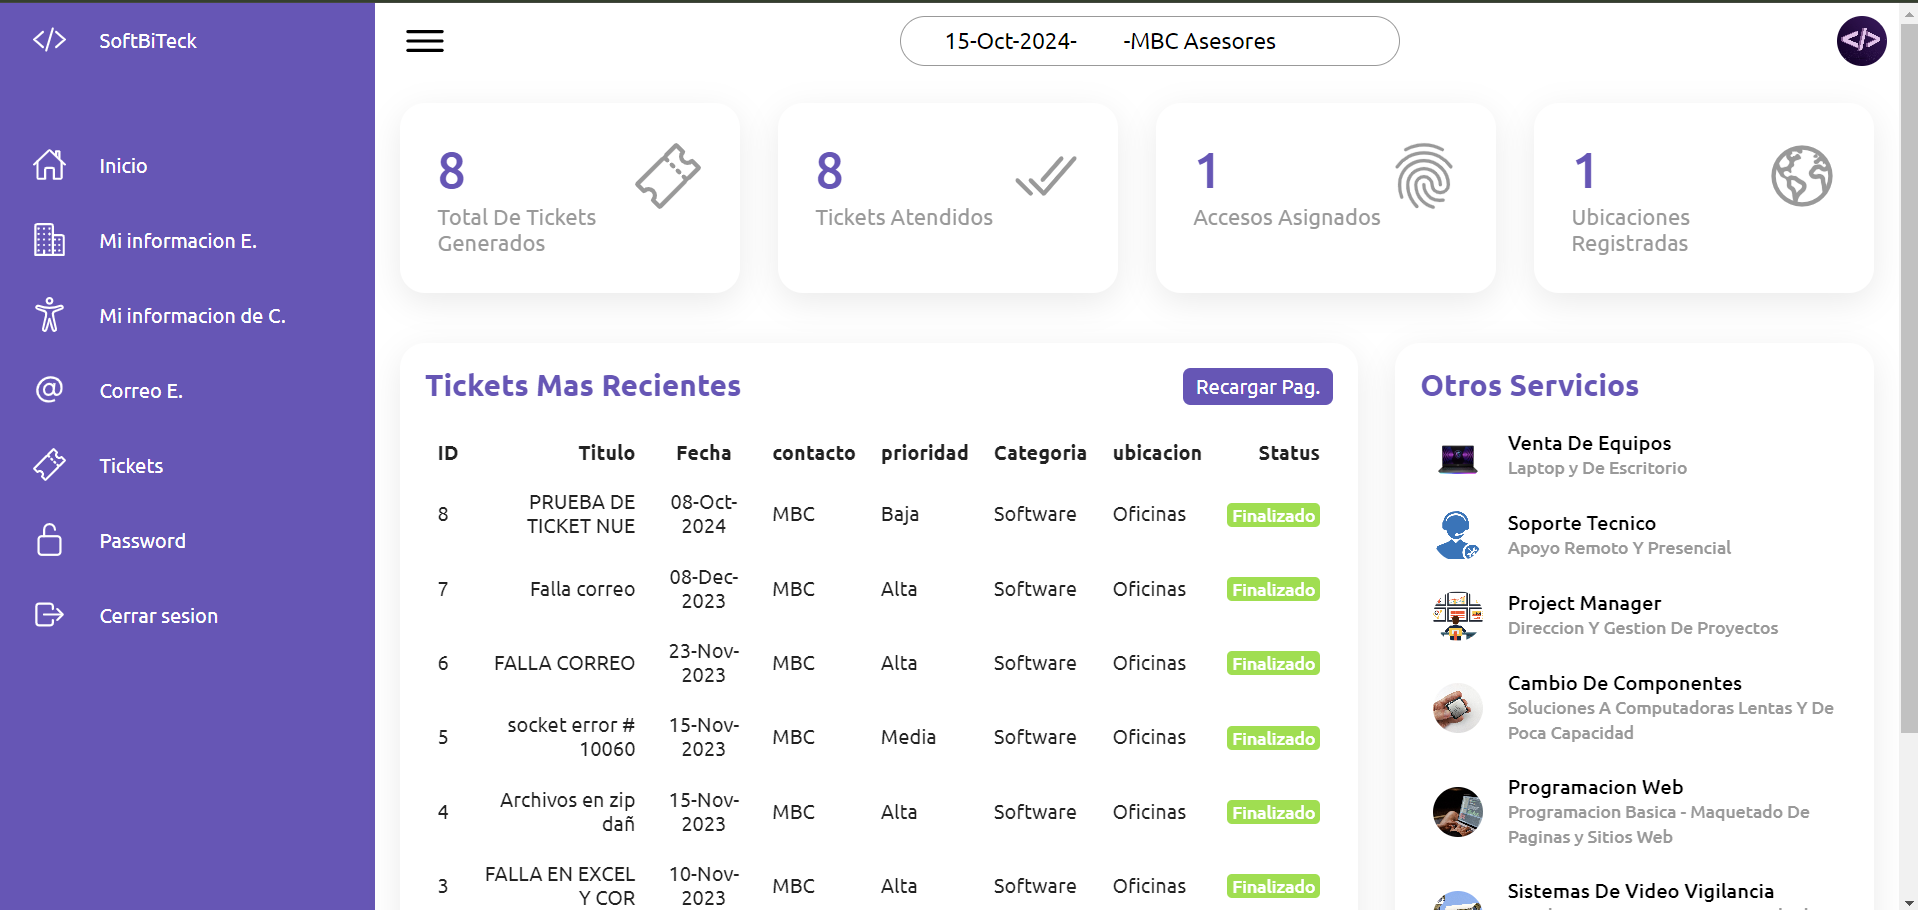 SoftBiTeck
15-Oct-2024- -MBC Asesores
Inicio
Mi informacion E.
Mi informacion de C.
Correo E.
Tickets
Password
Cerrar sesion
8
Total De Tickets
Generados
8
Tickets Atendidos
1
Accesos Asignados
1
Ubicaciones
Registradas
Tickets Mas Recientes
Recargar Pag.
ID Titulo Fecha contacto prioridad Categoria ubicacion Status
8 PRUEBA DE TICKET NUE 08-Oct-2024 MBC Baja Software Oficinas Finalizado
7 Falla correo 08-Dec-2023 MBC Alta Software Oficinas Finalizado
6 FALLA CORREO 23-Nov-2023 MBC Alta Software Oficinas Finalizado
5 socket error # 10060 15-Nov-2023 MBC Media Software Oficinas Finalizado
4 Archivos en zip dañ 15-Nov-2023 MBC Alta Software Oficinas Finalizado
3 FALLA EN EXCEL Y COR 10-Nov-2023 MBC Alta Software Oficinas Finalizado
Otros Servicios
Venta De Equipos
Laptop y De Escritorio
Soporte Tecnico
Apoyo Remoto Y Presencial
Project Manager
Direccion Y Gestion De Proyectos
Cambio De Componentes
Soluciones A Computadoras Lentas Y De
Poca Capacidad
Programacion Web
Programacion Basica - Maquetado De
Paginas y Sitios Web
Sistemas De Video Vigilancia